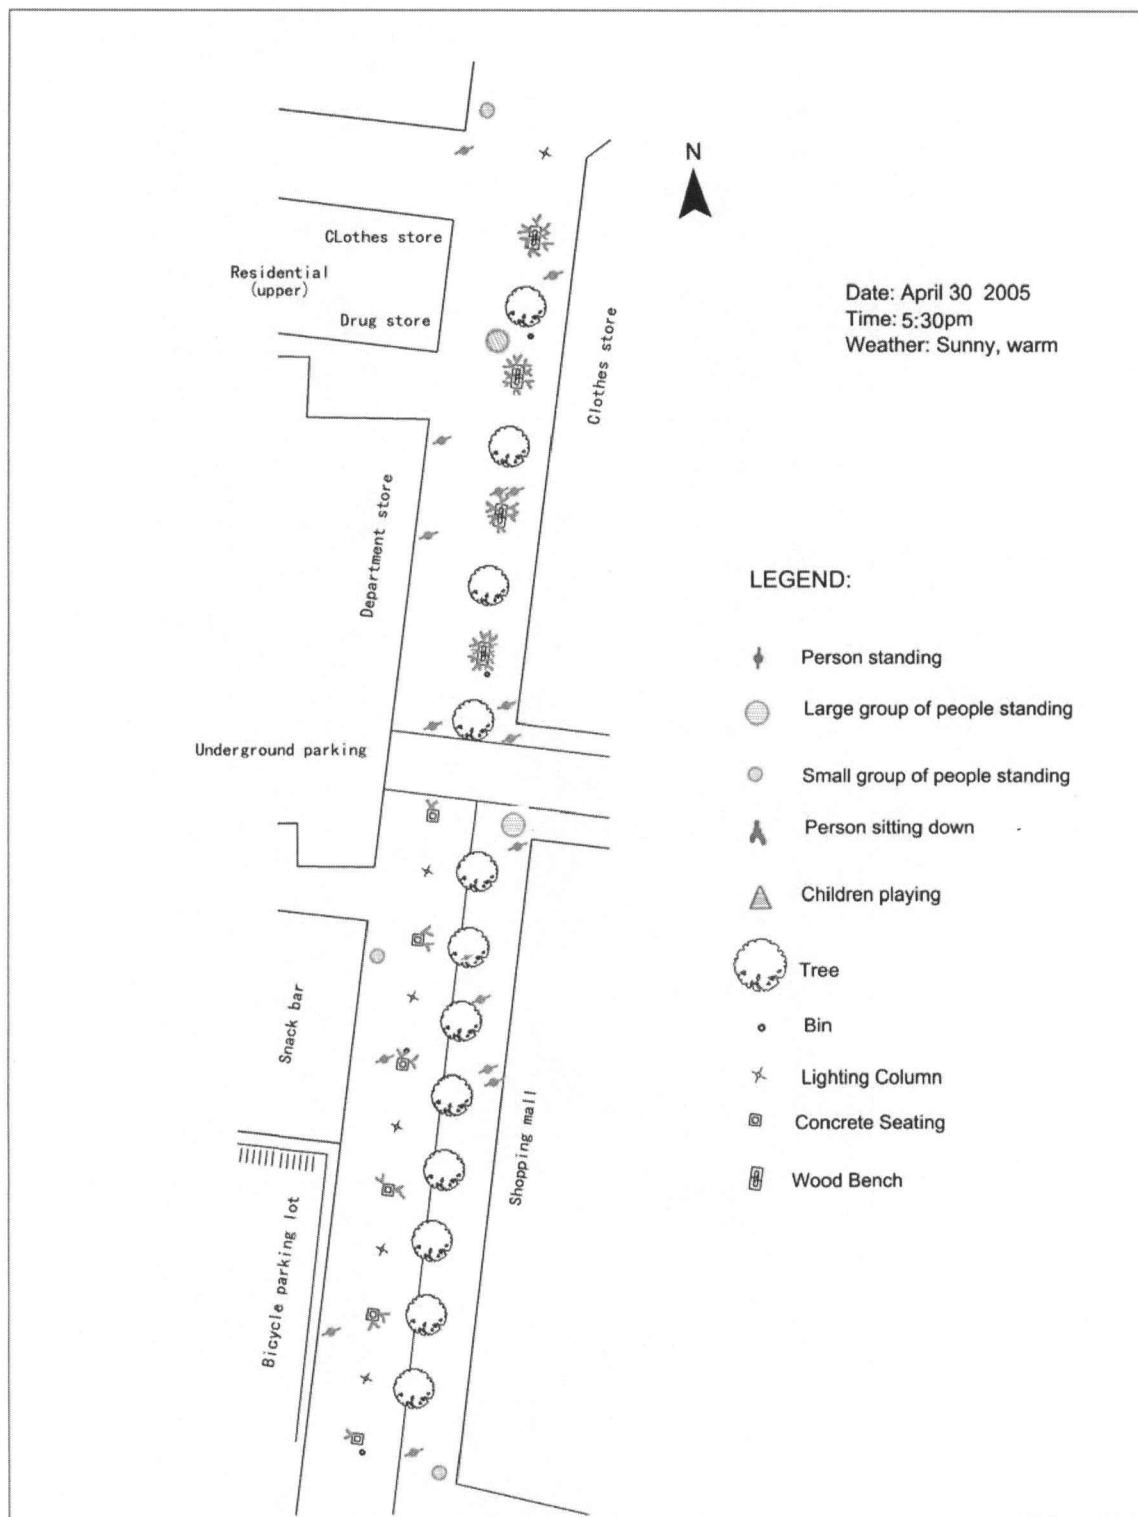 N
CLothes store
Residential
(upper)
Drug store
Clothes store
Date: April 30 2005
Time: 5:30pm
Weather: Sunny, warm
Department store
LEGEND:
Person standing
Large group of people standing
Underground parking
Small group of people standing
Person sitting down
Children playing
Tree
Snack bar
Bin
Lighting Column
Concrete Seating
Shopping mall
Wood Bench
Bicycle parking lot